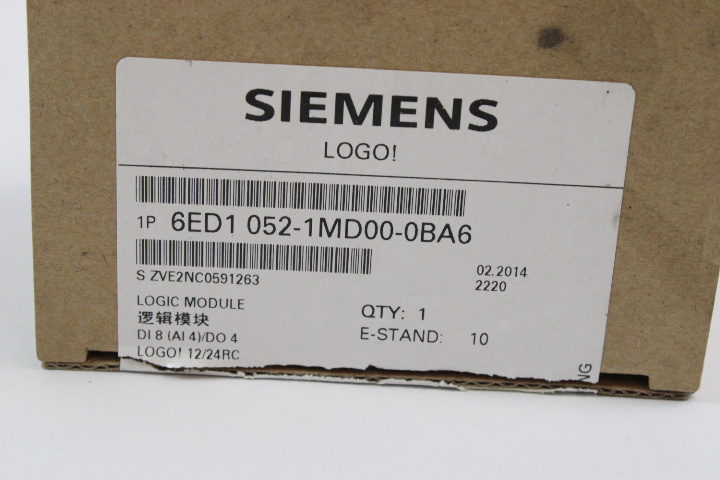 SIEMENS
LOGO!
1P 6ED1 052-1MD00-0BA6
S ZVE2NC0591263
02.2014
2220
LOGIC MODULE
逻辑模块
DI 8 (AI 4)/DO 4
LOGO! 12/24RC
QTY: 1
E-STAND: 10
NG